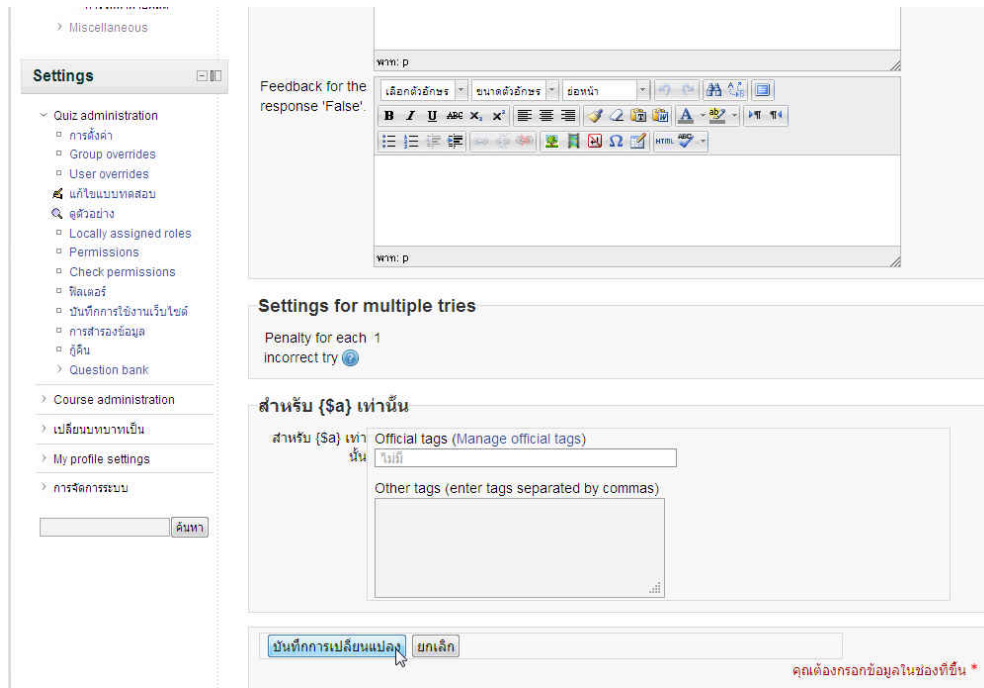 Miscellaneous
Settings
Quiz administration
การตั้งค่า
Group overrides
User overrides
แก้ไขแบบทดสอบ
ดูตัวอย่าง
Locally assigned roles
Permissions
Check permissions
ฟิลเตอร์
บันทึกการใช้งานเว็บไซต์
การสำรองข้อมูล
กู้คืน
Question bank
Course administration
เปลี่ยนบทบาทเป็น
My profile settings
การจัดการระบบ
ค้นหา
พาท: p
Feedback for the
response 'False'.
เลือกตัวอักษร ขนาดตัวอักษร ย่อหน้า
B I U ABC X₂ X²
HTML ABC
พาท: p
Settings for multiple tries
Penalty for each 1
incorrect try
สำหรับ {$a} เท่านั้น
สำหรับ {$a} เท่า
นั้น
Official tags (Manage official tags)
ไม่มี
Other tags (enter tags separated by commas)
บันทึกการเปลี่ยนแปลง ยกเลิก
คุณต้องกรอกข้อมูลในช่องที่ขึ้น *